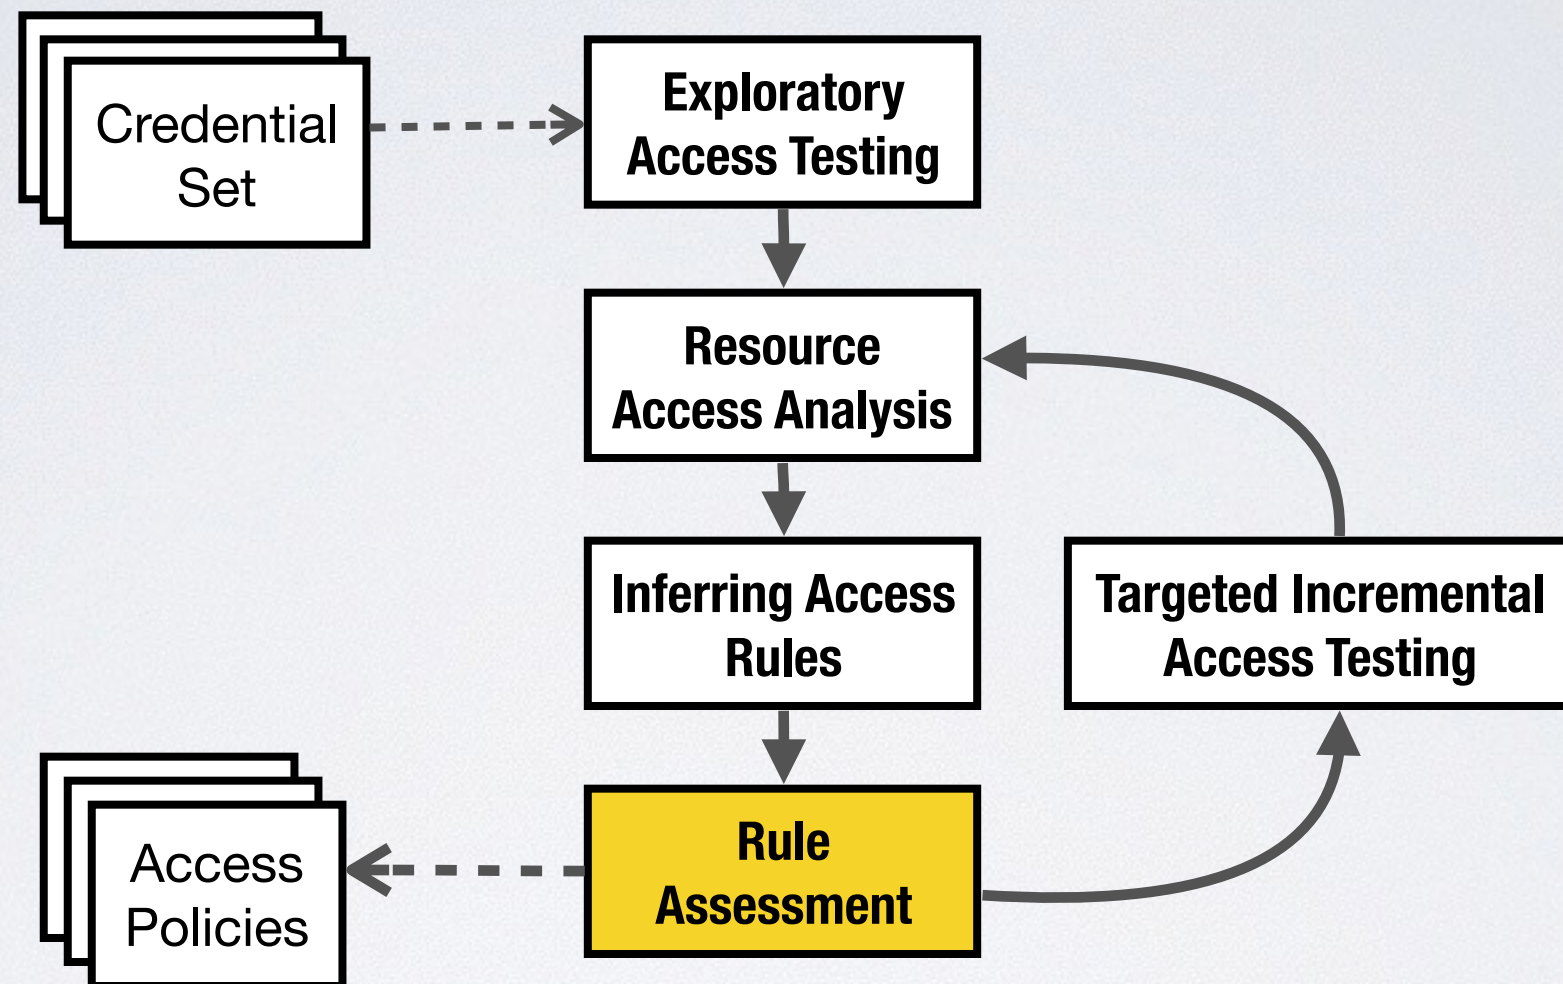 Credential
Set
Exploratory
Access Testing
Resource
Access Analysis
Inferring Access
Rules
Targeted Incremental
Access Testing
Rule
Assessment
Access
Policies